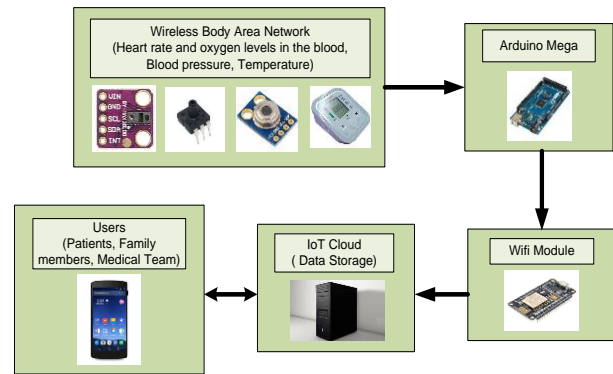 Wireless Body Area Network
(Heart rate and oxygen levels in the blood,
Blood pressure, Temperature)
VIN
GND
SCL
SDA
INT
Arduino Mega
Users
(Patients, Family
members, Medical Team)
IoT Cloud
( Data Storage)
Wifi Module